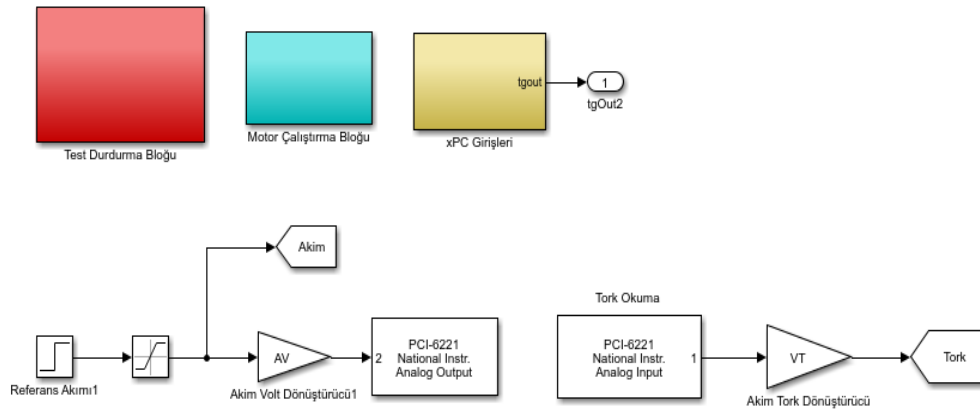 tgout
1
tgOut2
Test Durdurma Bloğu
Motor Çalıştırma Bloğu
xPC Girişleri
Akim
Tork Okuma
Referans Akımı1
AV
Akim Volt Dönüştürücü1
2
PCI-6221
National Instr.
Analog Output
PCI-6221
National Instr.
Analog Input
1
VT
Akim Tork Dönüştürücü
Tork